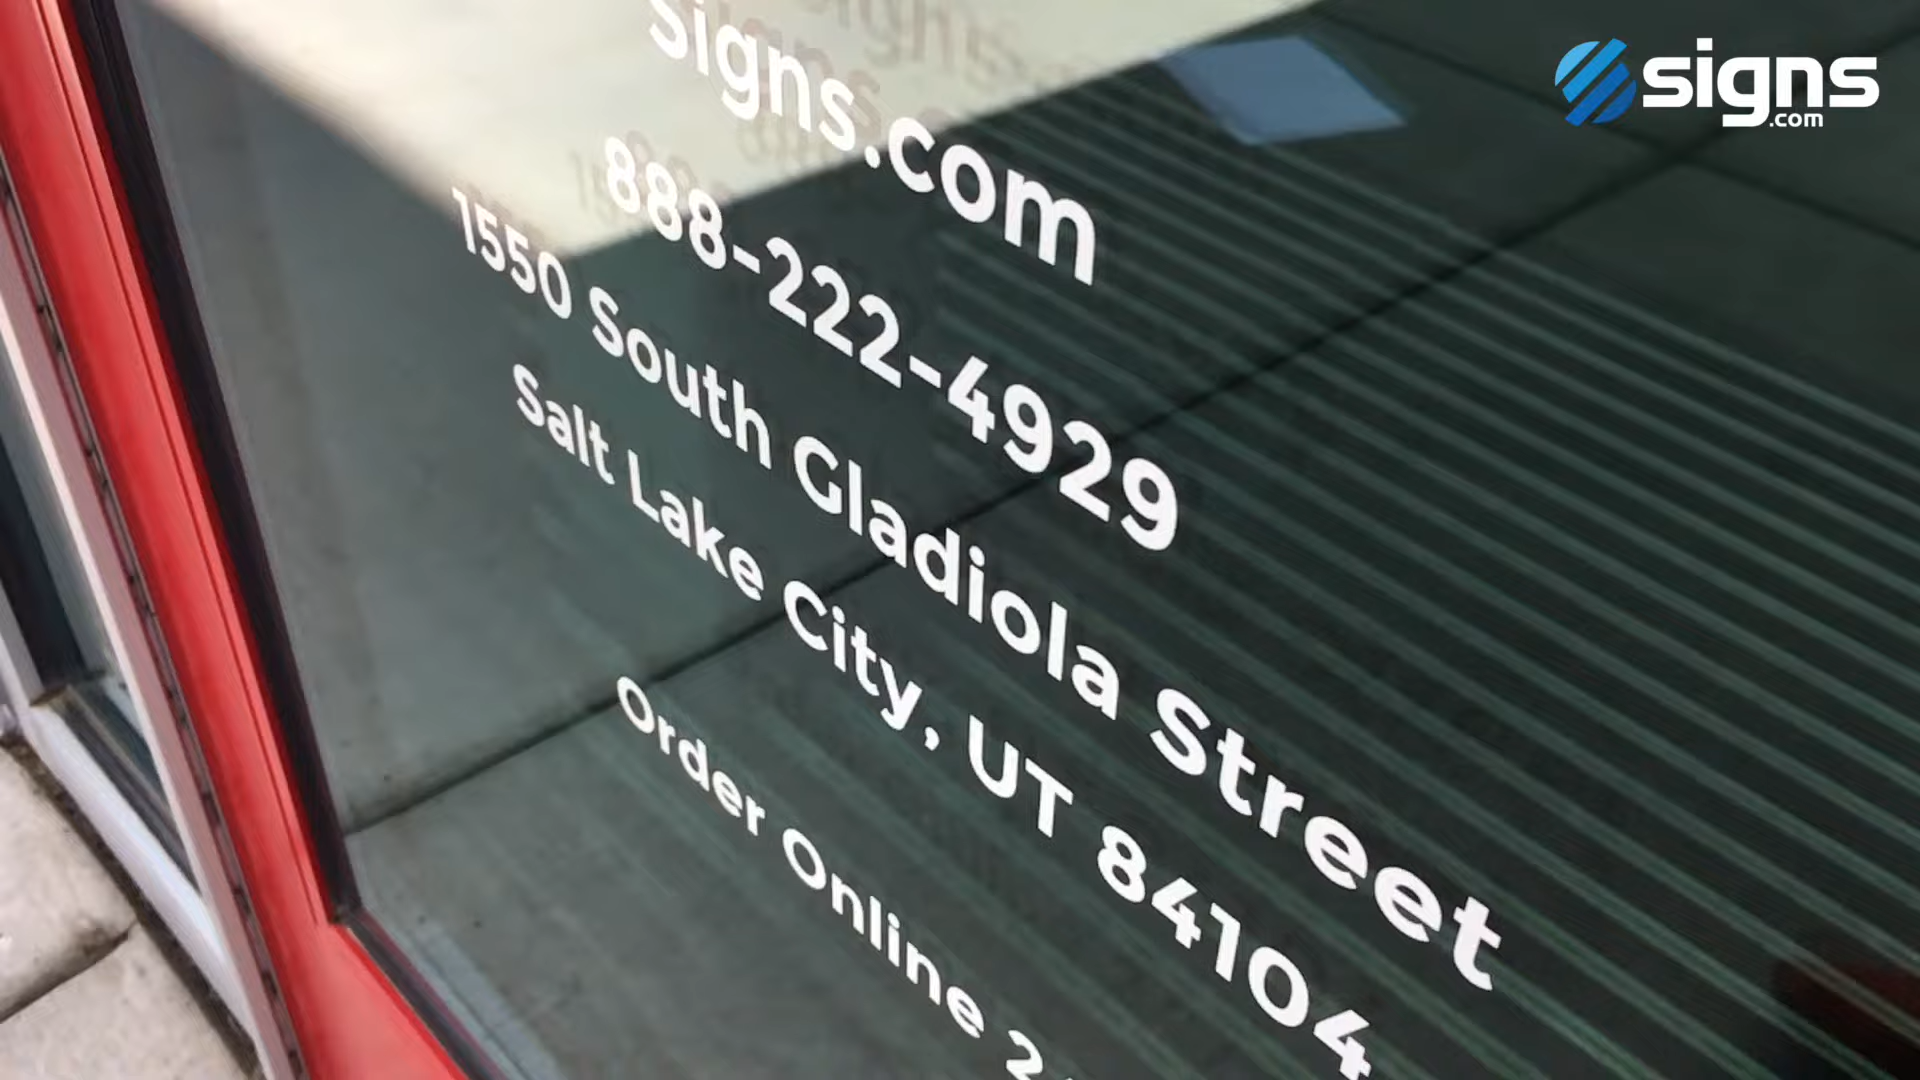 signs
.com
Signs.com
888-222-4929
1550 South Gladiola Street
Salt Lake City, UT 84104
Order Online